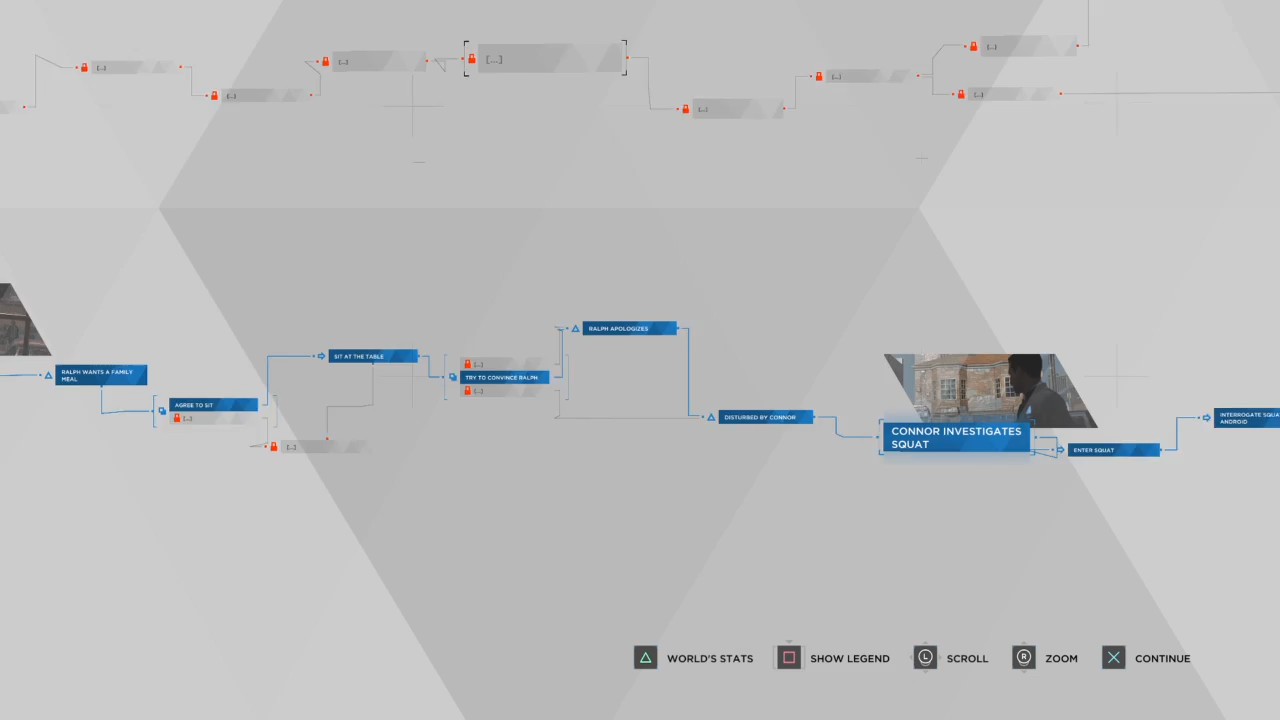 [...]
[...]
[...]
[...]
[...]
[...]
[...]
[...]
RALPH WANTS A FAMILY
MEAL
AGREE TO SIT
[...]
[...]
SIT AT THE TABLE
[...]
TRY TO CONVINCE RALPH
[...]
RALPH APOLOGIZES
DISTURBED BY CONNOR
CONNOR INVESTIGATES
SQUAT
ENTER SQUAT
INTERROGATE
ANDROID
WORLD'S STATS
SHOW LEGEND
L
SCROLL
R
ZOOM
CONTINUE